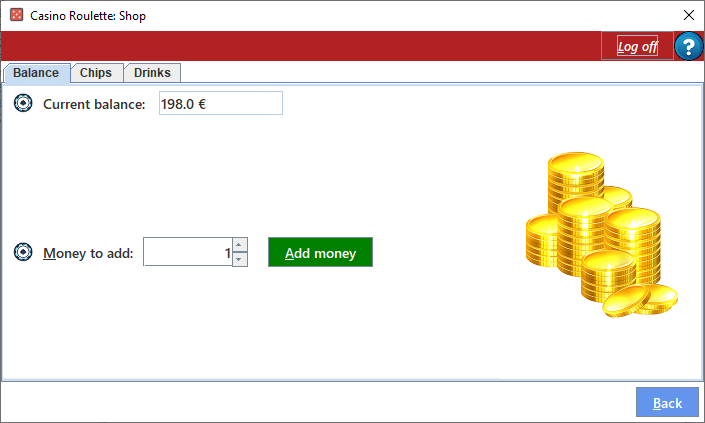 Casino Roulette: Shop
Log off ?
Balance Chips Drinks
Current balance: 198.0 €
Money to add: 1 Add money
Back